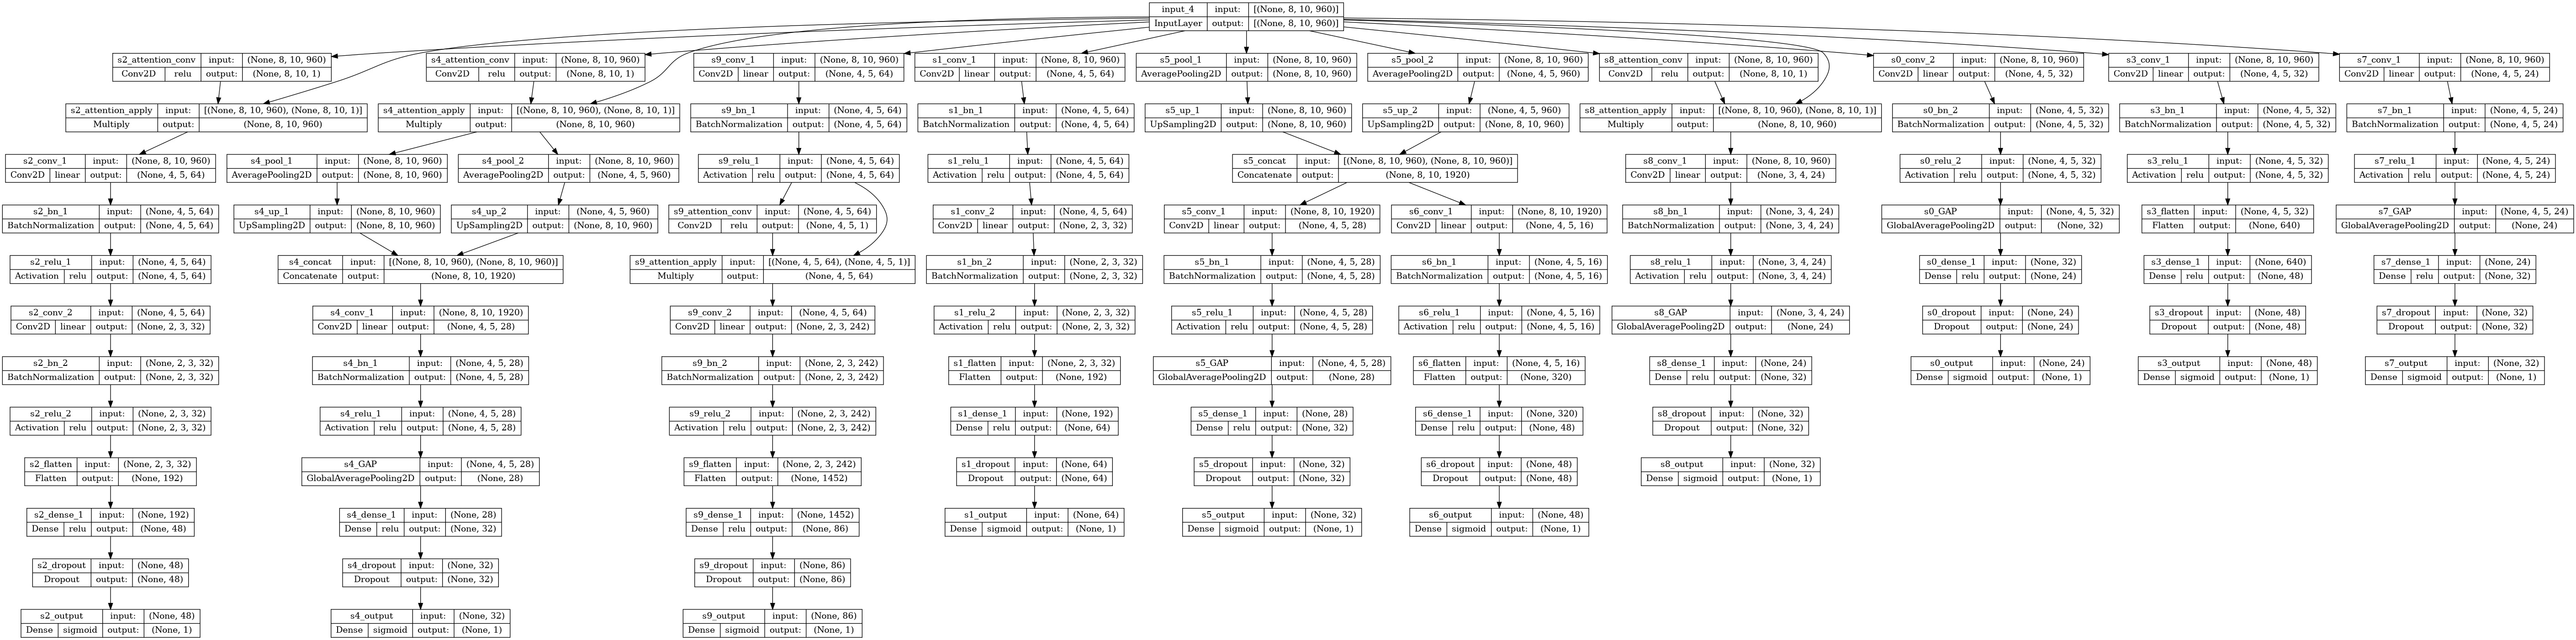 input_4 input: [(None, 8, 10, 960)]
InputLayer output: [(None, 8, 10, 960)]
s2_attention_conv input: (None, 8, 10, 960)
Conv2D relu output: (None, 8, 10, 1)
s4_attention_conv input: (None, 8, 10, 960)
Conv2D relu output: (None, 8, 10, 1)
s9_conv_1 input: (None, 8, 10, 960)
Conv2D linear output: (None, 4, 5, 64)
s1_conv_1 input: (None, 8, 10, 960)
Conv2D linear output: (None, 4, 5, 64)
s5_pool_1 input: (None, 8, 10, 960)
AveragePooling2D output: (None, 8, 10, 960)
s5_pool_2 input: (None, 8, 10, 960)
AveragePooling2D output: (None, 4, 5, 960)
s8_attention_conv input: (None, 8, 10, 960)
Conv2D relu output: (None, 8, 10, 1)
s0_conv_2 input: (None, 8, 10, 960)
Conv2D linear output: (None, 4, 5, 32)
s3_conv_1 input: (None, 8, 10, 960)
Conv2D linear output: (None, 4, 5, 32)
s7_conv_1 input: (None, 8, 10, 960)
Conv2D linear output: (None, 4, 5, 24)
s2_attention_apply input: [(None, 8, 10, 960), (None, 8, 10, 1)]
Multiply output: (None, 8, 10, 960)
s4_attention_apply input: [(None, 8, 10, 960), (None, 8, 10, 1)]
Multiply output: (None, 8, 10, 960)
s9_bn_1 input: (None, 4, 5, 64)
BatchNormalization output: (None, 4, 5, 64)
s1_bn_1 input: (None, 4, 5, 64)
BatchNormalization output: (None, 4, 5, 64)
s5_up_1 input: (None, 8, 10, 960)
UpSampling2D output: (None, 8, 10, 960)
s5_up_2 input: (None, 4, 5, 960)
UpSampling2D output: (None, 8, 10, 960)
s8_attention_apply input: [(None, 8, 10, 960), (None, 8, 10, 1)]
Multiply output: (None, 8, 10, 960)
s0_bn_2 input: (None, 4, 5, 32)
BatchNormalization output: (None, 4, 5, 32)
s3_bn_1 input: (None, 4, 5, 32)
BatchNormalization output: (None, 4, 5, 32)
s7_bn_1 input: (None, 4, 5, 24)
BatchNormalization output: (None, 4, 5, 24)
s2_conv_1 input: (None, 8, 10, 960)
Conv2D linear output: (None, 4, 5, 64)
s4_pool_1 input: (None, 8, 10, 960)
AveragePooling2D output: (None, 8, 10, 960)
s4_pool_2 input: (None, 8, 10, 960)
AveragePooling2D output: (None, 4, 5, 960)
s9_relu_1 input: (None, 4, 5, 64)
Activation relu output: (None, 4, 5, 64)
s1_relu_1 input: (None, 4, 5, 64)
Activation relu output: (None, 4, 5, 64)
s5_concat input: [(None, 8, 10, 960), (None, 8, 10, 960)]
Concatenate output: (None, 8, 10, 1920)
s8_conv_1 input: (None, 8, 10, 960)
Conv2D linear output: (None, 3, 4, 24)
s0_relu_2 input: (None, 4, 5, 32)
Activation relu output: (None, 4, 5, 32)
s3_relu_1 input: (None, 4, 5, 32)
Activation relu output: (None, 4, 5, 32)
s7_relu_1 input: (None, 4, 5, 24)
Activation relu output: (None, 4, 5, 24)
s2_bn_1 input: (None, 4, 5, 64)
BatchNormalization output: (None, 4, 5, 64)
s4_up_1 input: (None, 8, 10, 960)
UpSampling2D output: (None, 8, 10, 960)
s4_up_2 input: (None, 4, 5, 960)
UpSampling2D output: (None, 8, 10, 960)
s9_attention_conv input: (None, 4, 5, 64)
Conv2D relu output: (None, 4, 5, 1)
s1_conv_2 input: (None, 4, 5, 64)
Conv2D linear output: (None, 2, 3, 32)
s5_conv_1 input: (None, 8, 10, 1920)
Conv2D linear output: (None, 4, 5, 28)
s6_conv_1 input: (None, 8, 10, 1920)
Conv2D linear output: (None, 4, 5, 16)
s8_bn_1 input: (None, 3, 4, 24)
BatchNormalization output: (None, 3, 4, 24)
s0_GAP input: (None, 4, 5, 32)
GlobalAveragePooling2D output: (None, 32)
s3_flatten input: (None, 4, 5, 32)
Flatten output: (None, 640)
s7_GAP input: (None, 4, 5, 24)
GlobalAveragePooling2D output: (None, 24)
s2_relu_1 input: (None, 4, 5, 64)
Activation relu output: (None, 4, 5, 64)
s4_concat input: [(None, 8, 10, 960), (None, 8, 10, 960)]
Concatenate output: (None, 8, 10, 1920)
s9_attention_apply input: [(None, 4, 5, 64), (None, 4, 5, 1)]
Multiply output: (None, 4, 5, 64)
s1_bn_2 input: (None, 2, 3, 32)
BatchNormalization output: (None, 2, 3, 32)
s5_bn_1 input: (None, 4, 5, 28)
BatchNormalization output: (None, 4, 5, 28)
s6_bn_1 input: (None, 4, 5, 16)
BatchNormalization output: (None, 4, 5, 16)
s8_relu_1 input: (None, 3, 4, 24)
Activation relu output: (None, 3, 4, 24)
s0_dense_1 input: (None, 32)
Dense relu output: (None, 24)
s3_dense_1 input: (None, 640)
Dense relu output: (None, 48)
s7_dense_1 input: (None, 24)
Dense relu output: (None, 32)
s2_conv_2 input: (None, 4, 5, 64)
Conv2D linear output: (None, 2, 3, 32)
s4_conv_1 input: (None, 8, 10, 1920)
Conv2D linear output: (None, 4, 5, 28)
s9_conv_2 input: (None, 4, 5, 64)
Conv2D linear output: (None, 2, 3, 242)
s1_relu_2 input: (None, 2, 3, 32)
Activation relu output: (None, 2, 3, 32)
s5_relu_1 input: (None, 4, 5, 28)
Activation relu output: (None, 4, 5, 28)
s6_relu_1 input: (None, 4, 5, 16)
Activation relu output: (None, 4, 5, 16)
s8_GAP input: (None, 3, 4, 24)
GlobalAveragePooling2D output: (None, 24)
s0_dropout input: (None, 24)
Dropout output: (None, 24)
s3_dropout input: (None, 48)
Dropout output: (None, 48)
s7_dropout input: (None, 32)
Dropout output: (None, 32)
s2_bn_2 input: (None, 2, 3, 32)
BatchNormalization output: (None, 2, 3, 32)
s4_bn_1 input: (None, 4, 5, 28)
BatchNormalization output: (None, 4, 5, 28)
s9_bn_2 input: (None, 2, 3, 242)
BatchNormalization output: (None, 2, 3, 242)
s1_flatten input: (None, 2, 3, 32)
Flatten output: (None, 192)
s5_GAP input: (None, 4, 5, 28)
GlobalAveragePooling2D output: (None, 28)
s6_flatten input: (None, 4, 5, 16)
Flatten output: (None, 320)
s8_dense_1 input: (None, 24)
Dense relu output: (None, 32)
s0_output input: (None, 24)
Dense sigmoid output: (None, 1)
s3_output input: (None, 48)
Dense sigmoid output: (None, 1)
s7_output input: (None, 32)
Dense sigmoid output: (None, 1)
s2_relu_2 input: (None, 2, 3, 32)
Activation relu output: (None, 2, 3, 32)
s4_relu_1 input: (None, 4, 5, 28)
Activation relu output: (None, 4, 5, 28)
s9_relu_2 input: (None, 2, 3, 242)
Activation relu output: (None, 2, 3, 242)
s1_dense_1 input: (None, 192)
Dense relu output: (None, 64)
s5_dense_1 input: (None, 28)
Dense relu output: (None, 32)
s6_dense_1 input: (None, 320)
Dense relu output: (None, 48)
s8_dropout input: (None, 32)
Dropout output: (None, 32)
s2_flatten input: (None, 2, 3, 32)
Flatten output: (None, 192)
s4_GAP input: (None, 4, 5, 28)
GlobalAveragePooling2D output: (None, 28)
s9_flatten input: (None, 2, 3, 242)
Flatten output: (None, 1452)
s1_dropout input: (None, 64)
Dropout output: (None, 64)
s5_dropout input: (None, 32)
Dropout output: (None, 32)
s6_dropout input: (None, 48)
Dropout output: (None, 48)
s8_output input: (None, 32)
Dense sigmoid output: (None, 1)
s2_dense_1 input: (None, 192)
Dense relu output: (None, 48)
s4_dense_1 input: (None, 28)
Dense relu output: (None, 32)
s9_dense_1 input: (None, 1452)
Dense relu output: (None, 86)
s1_output input: (None, 64)
Dense sigmoid output: (None, 1)
s5_output input: (None, 32)
Dense sigmoid output: (None, 1)
s6_output input: (None, 48)
Dense sigmoid output: (None, 1)
s2_dropout input: (None, 48)
Dropout output: (None, 48)
s4_dropout input: (None, 32)
Dropout output: (None, 32)
s9_dropout input: (None, 86)
Dropout output: (None, 86)
s2_output input: (None, 48)
Dense sigmoid output: (None, 1)
s4_output input: (None, 32)
Dense sigmoid output: (None, 1)
s9_output input: (None, 86)
Dense sigmoid output: (None, 1)